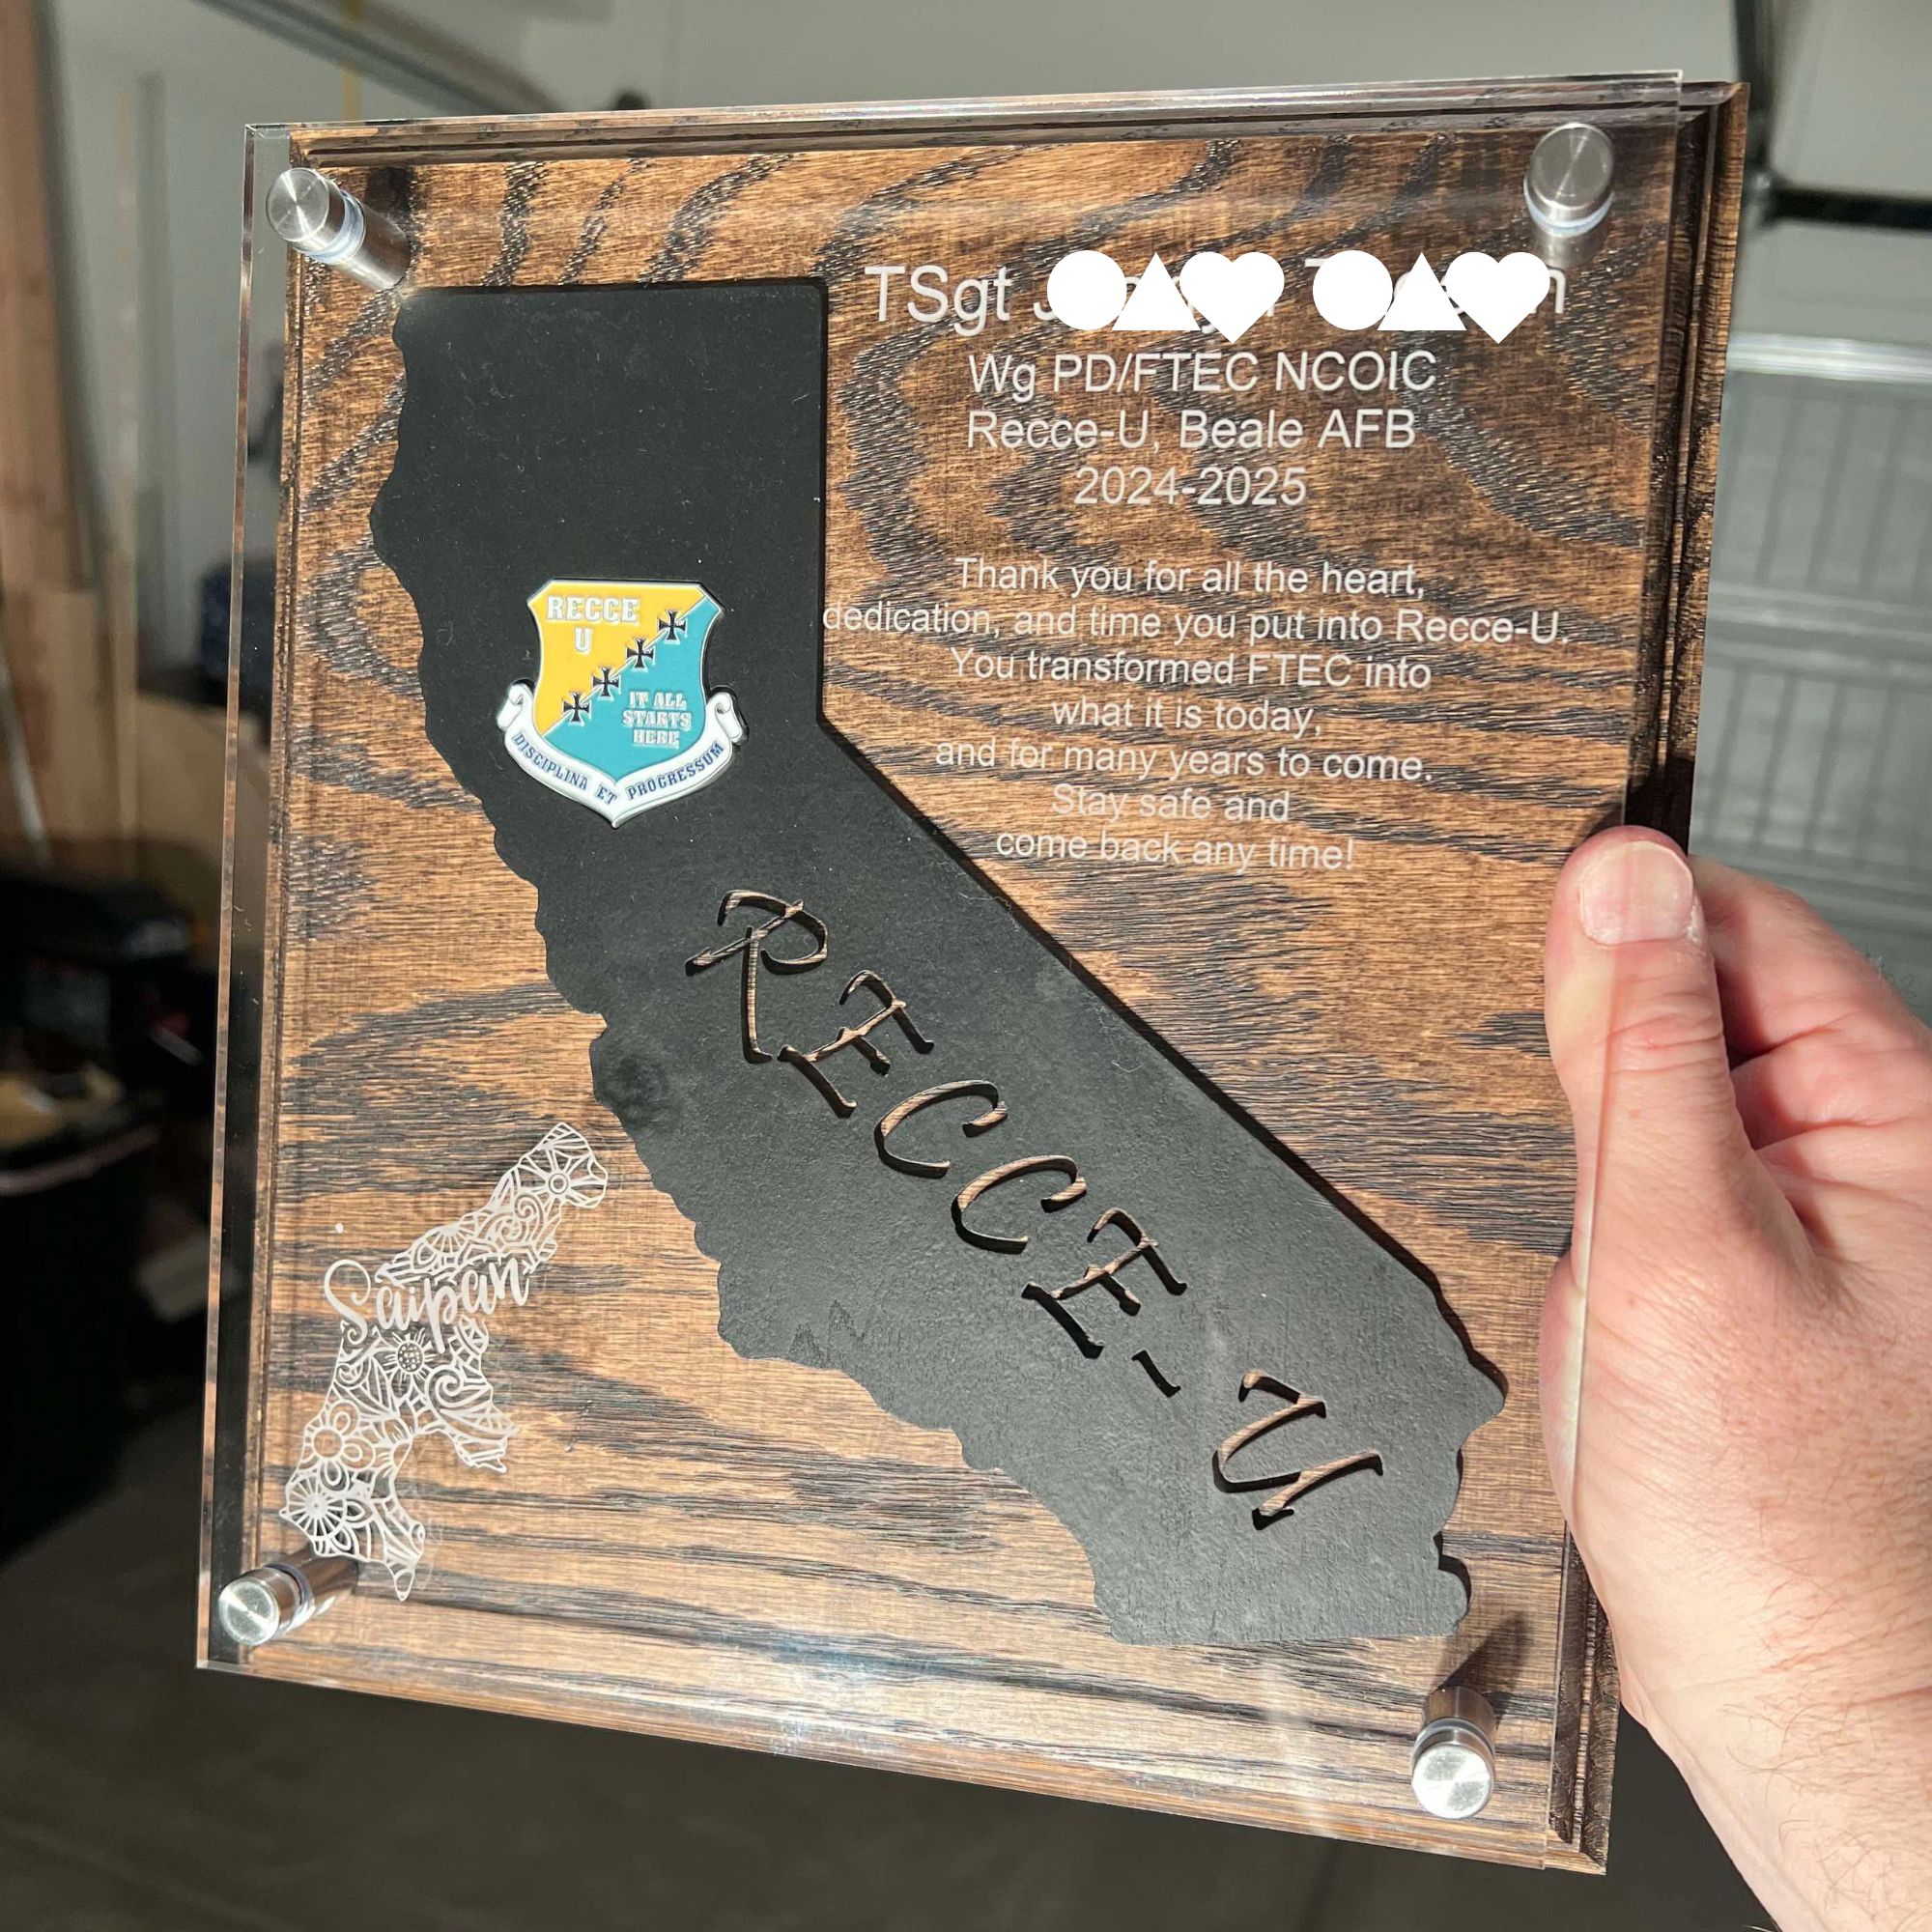 TSgt
Wg PD/FTEC NCOIC
Recce-U, Beale AFB
2024-2025
Thank you for all the heart,
dedication, and time you put into Recce-U.
You transformed FTEC into
what it is today,
and for many years to come.
Stay safe and
come back any time!
RECCE
U
IT ALL
STARTS
HERE
DISCIPLINA ET PROGRESSUM
RECCE-U
Saipan